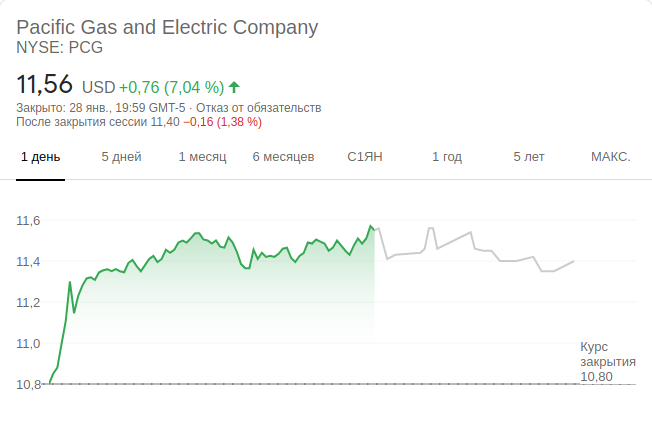 Pacific Gas and Electric Company
NYSE: PCG
11,56 USD +0,76 (7,04 %)
Закрыто: 28 янв., 19:59 GMT-5 · Отказ от обязательств
После закрытия сессии 11,40 −0,16 (1,38 %)
1 день 5 дней 1 месяц 6 месяцев С1ЯН 1 год 5 лет МАКС.
11,6
11,4
11,2
11,0
10,8
Курс
закрытия
10,80